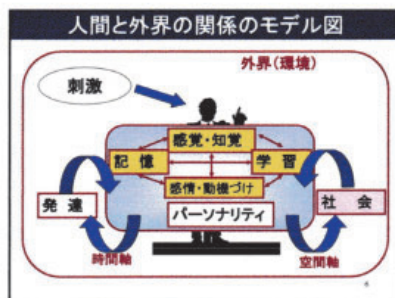 人間と外界の関係のモデル図
外界(環境)
刺激
感覚・知覚
記憶
学習
感情・動機づけ
発達
パーソナリティ
社会
時間軸
空間軸